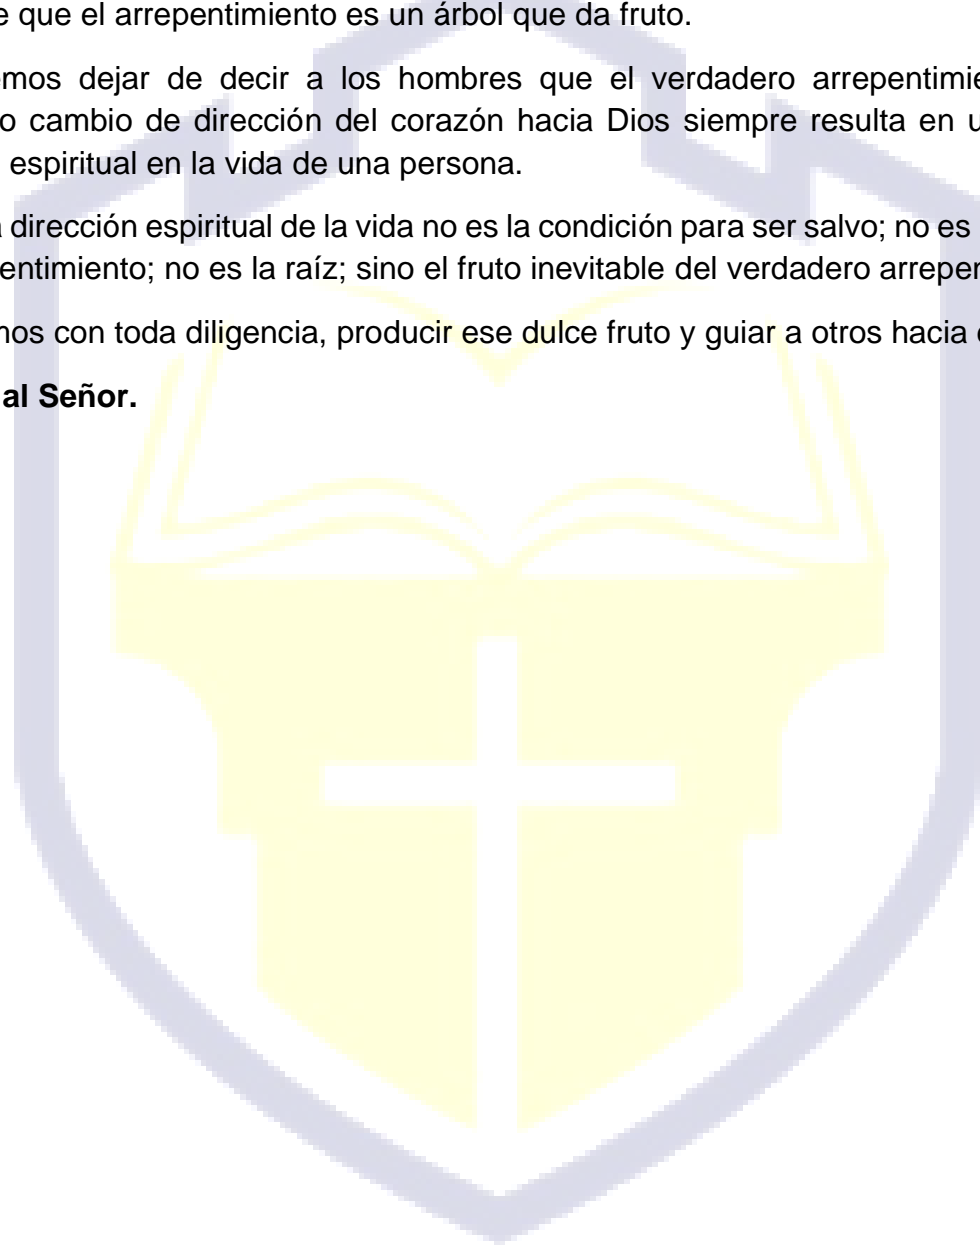 e que el arrepentimiento es un árbol que da fruto.
emos dejar de decir a los hombres que el verdadero arrepentimie
o cambio de dirección del corazón hacia Dios siempre resulta en u
espiritual en la vida de una persona.
a dirección espiritual de la vida no es la condición para ser salvo; no es
entimiento; no es la raíz; sino el fruto inevitable del verdadero arrepen
mos con toda diligencia, producir ese dulce fruto y guiar a otros hacia
al Señor.